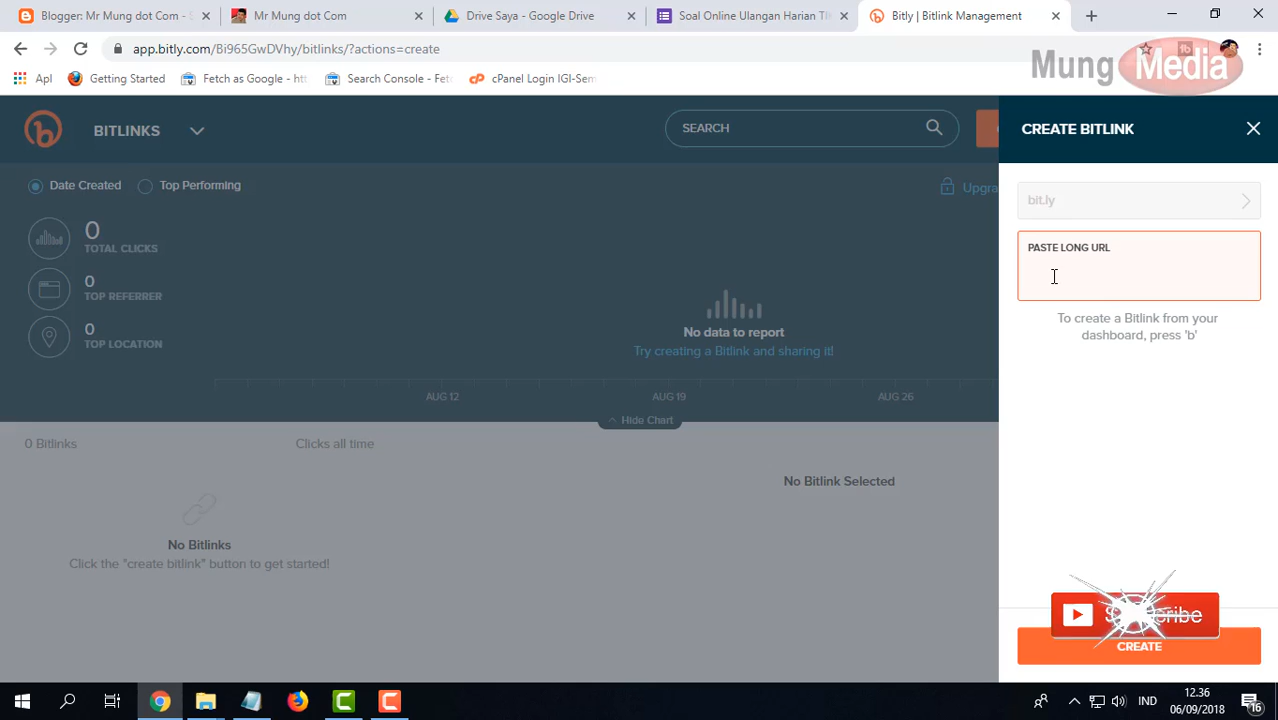 Blogger: Mr Mung dot Com - S
Mr Mung dot Com
Drive Saya - Google Drive
Soal Online Ulangan Harian TI
Bitly | Bitlink Management
app.bitly.com/Bi965GwDVhy/bitlinks/?actions=create
Apl
Getting Started
Fetch as Google - htt
Search Console - Fet
cPanel Login IGI-Sem
Mung Media
BITLINKS
SEARCH
CREATE BITLINK
Date Created
Top Performing
Upgra
bit.ly
0
TOTAL CLICKS
PASTE LONG URL
0
TOP REFERRER
0
TOP LOCATION
No data to report
Try creating a Bitlink and sharing it!
To create a Bitlink from your
dashboard, press 'b'
AUG 12
AUG 19
AUG 26
Hide Chart
0 Bitlinks
Clicks all time
No Bitlink Selected
No Bitlinks
Click the "create bitlink" button to get started!
Subscribe
CREATE
IND
12.36
06/09/2018
16